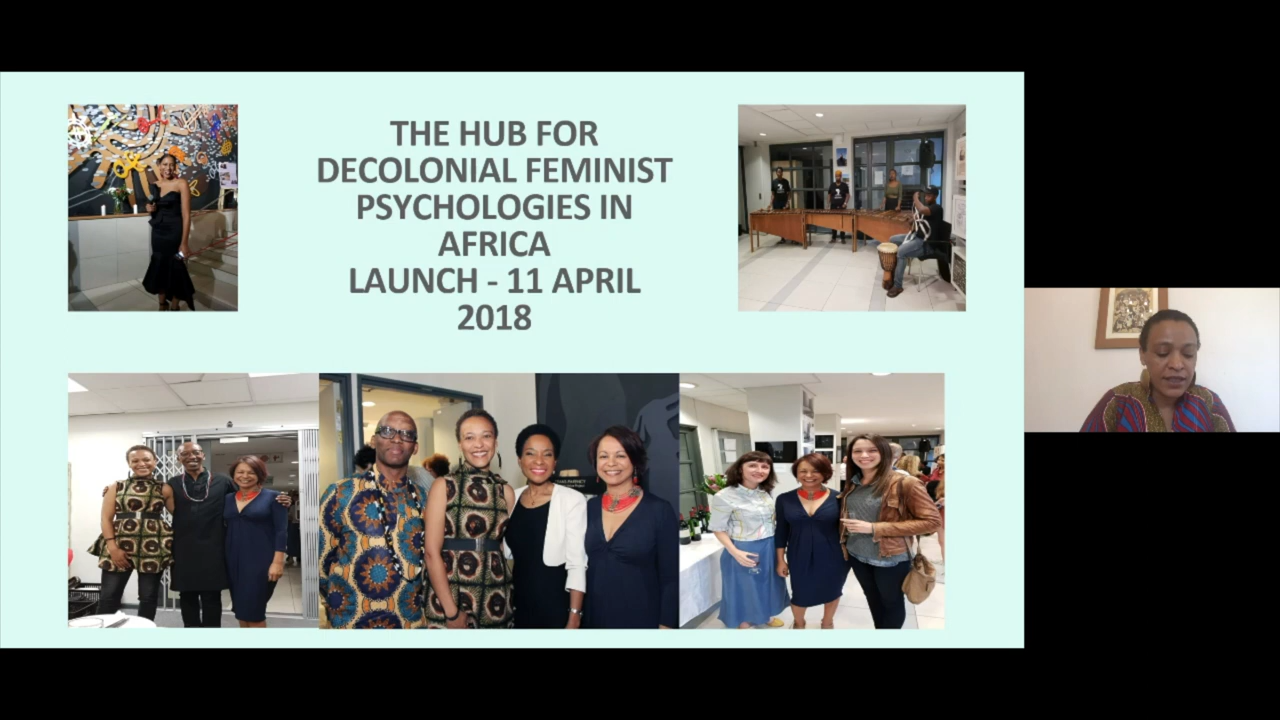 THE HUB FOR
DECOLONIAL FEMINIST
PSYCHOLOGIES IN
AFRICA
LAUNCH - 11 APRIL
2018